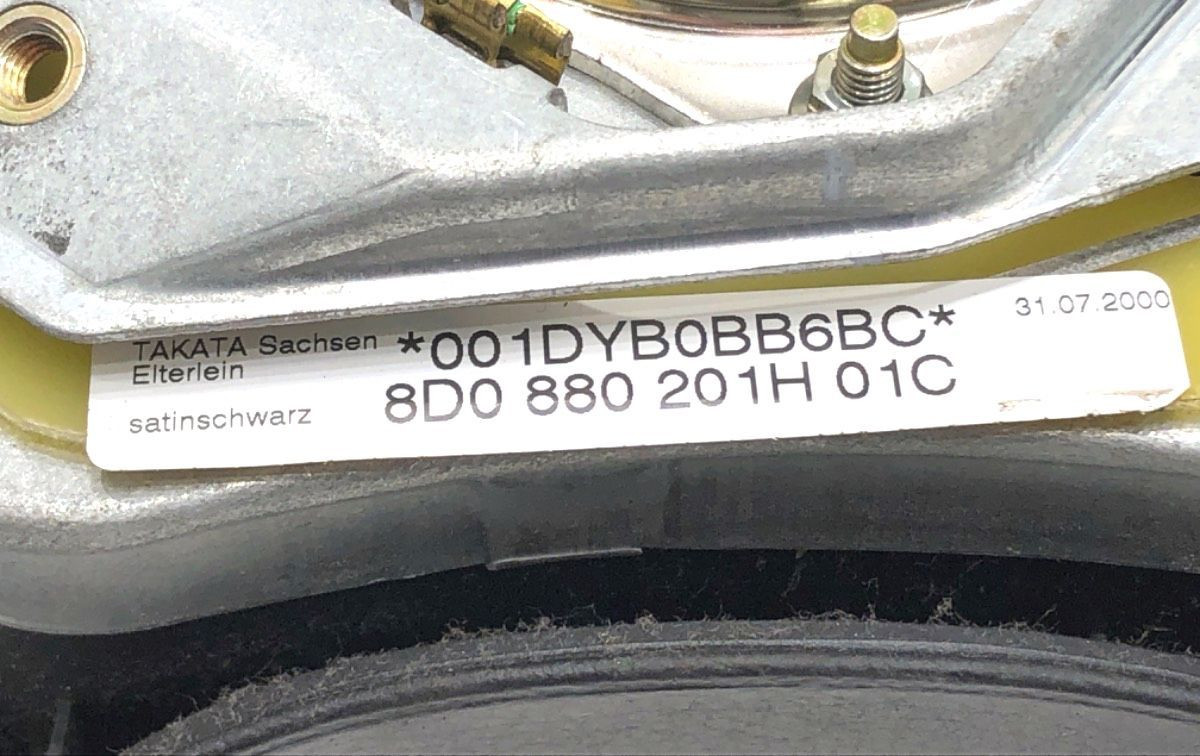 TAKATA Sachsen
Elterlein
*001DYB0BB6BC*
31.07.2000
satinschwarz
8D0 880 201H 01C